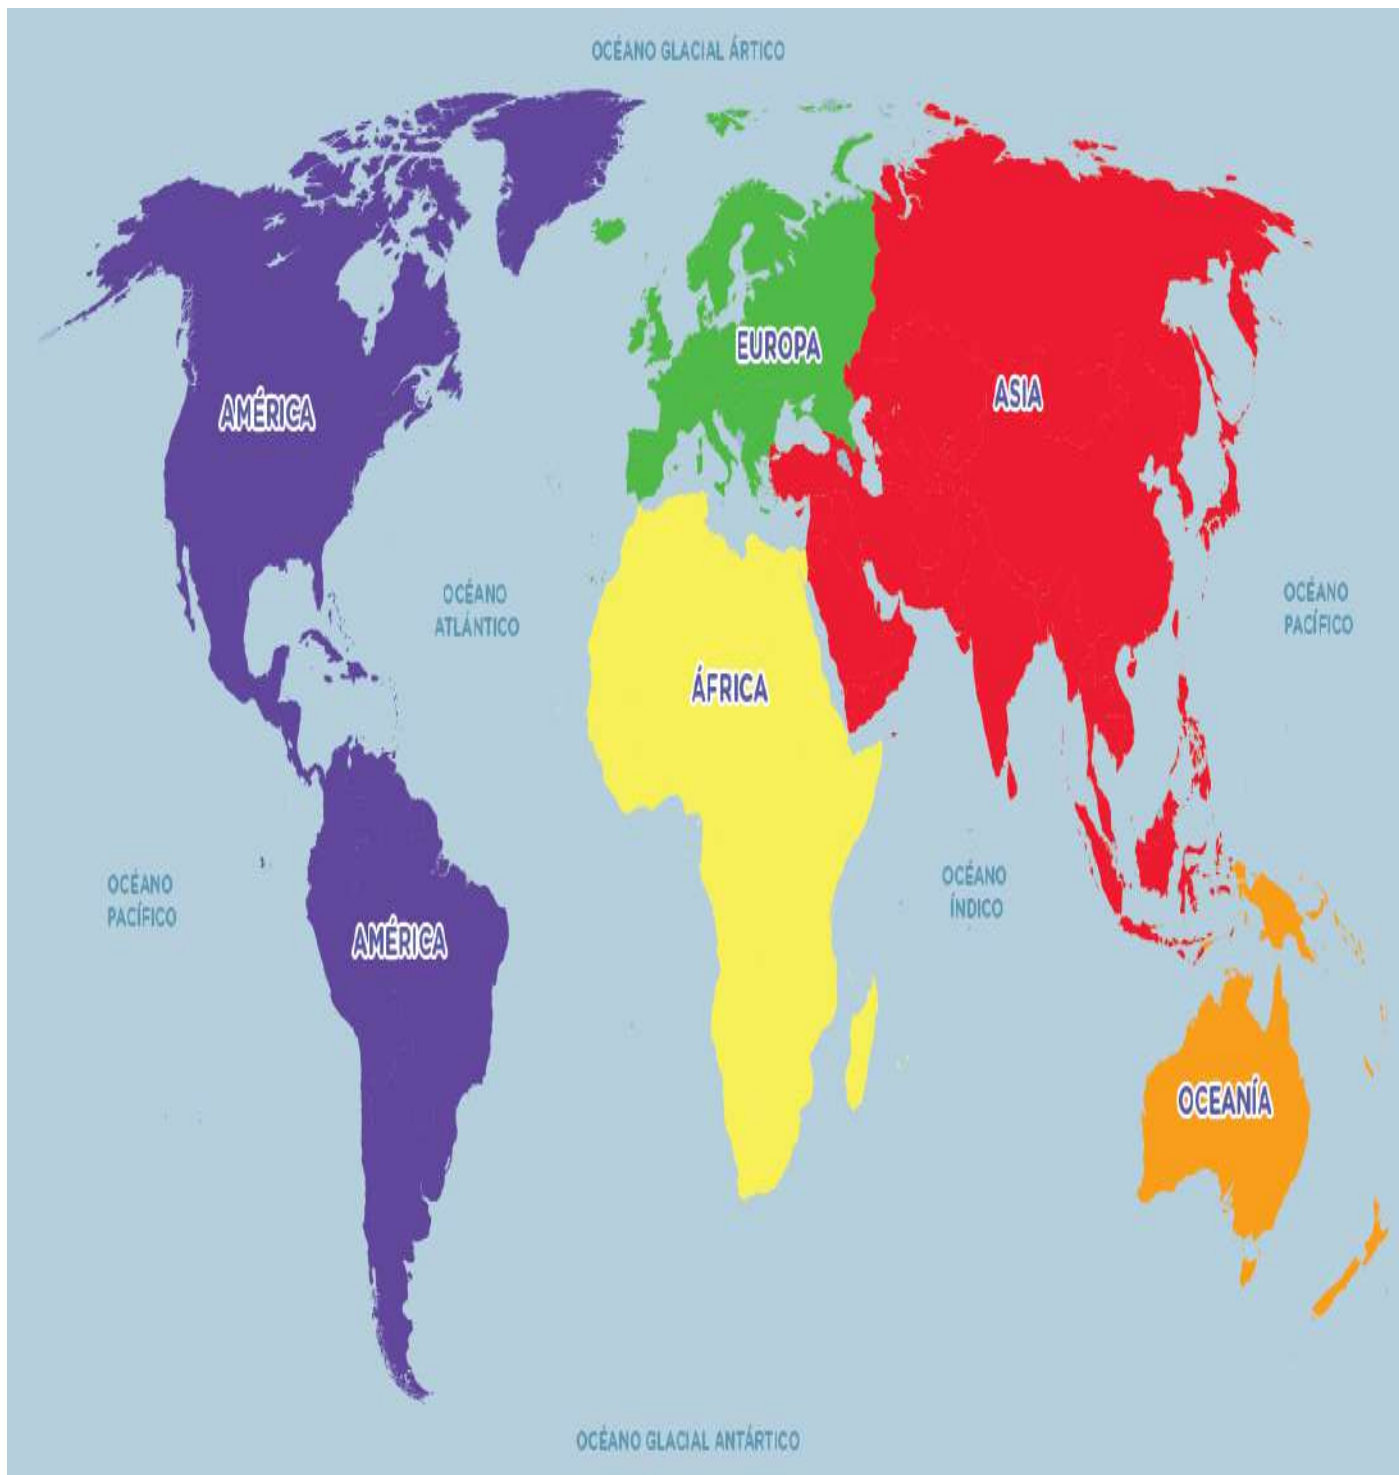 OCÉANO GLACIAL ÁRTICO
EUROPA
ASIA
AMÉRICA
OCÉANO
ATLÁNTICO
OCÉANO
PACÍFICO
ÁFRICA
OCÉANO
PACÍFICO
OCÉANO
ÍNDICO
AMÉRICA
OCEANÍA
OCÉANO GLACIAL ANTÁRTICO